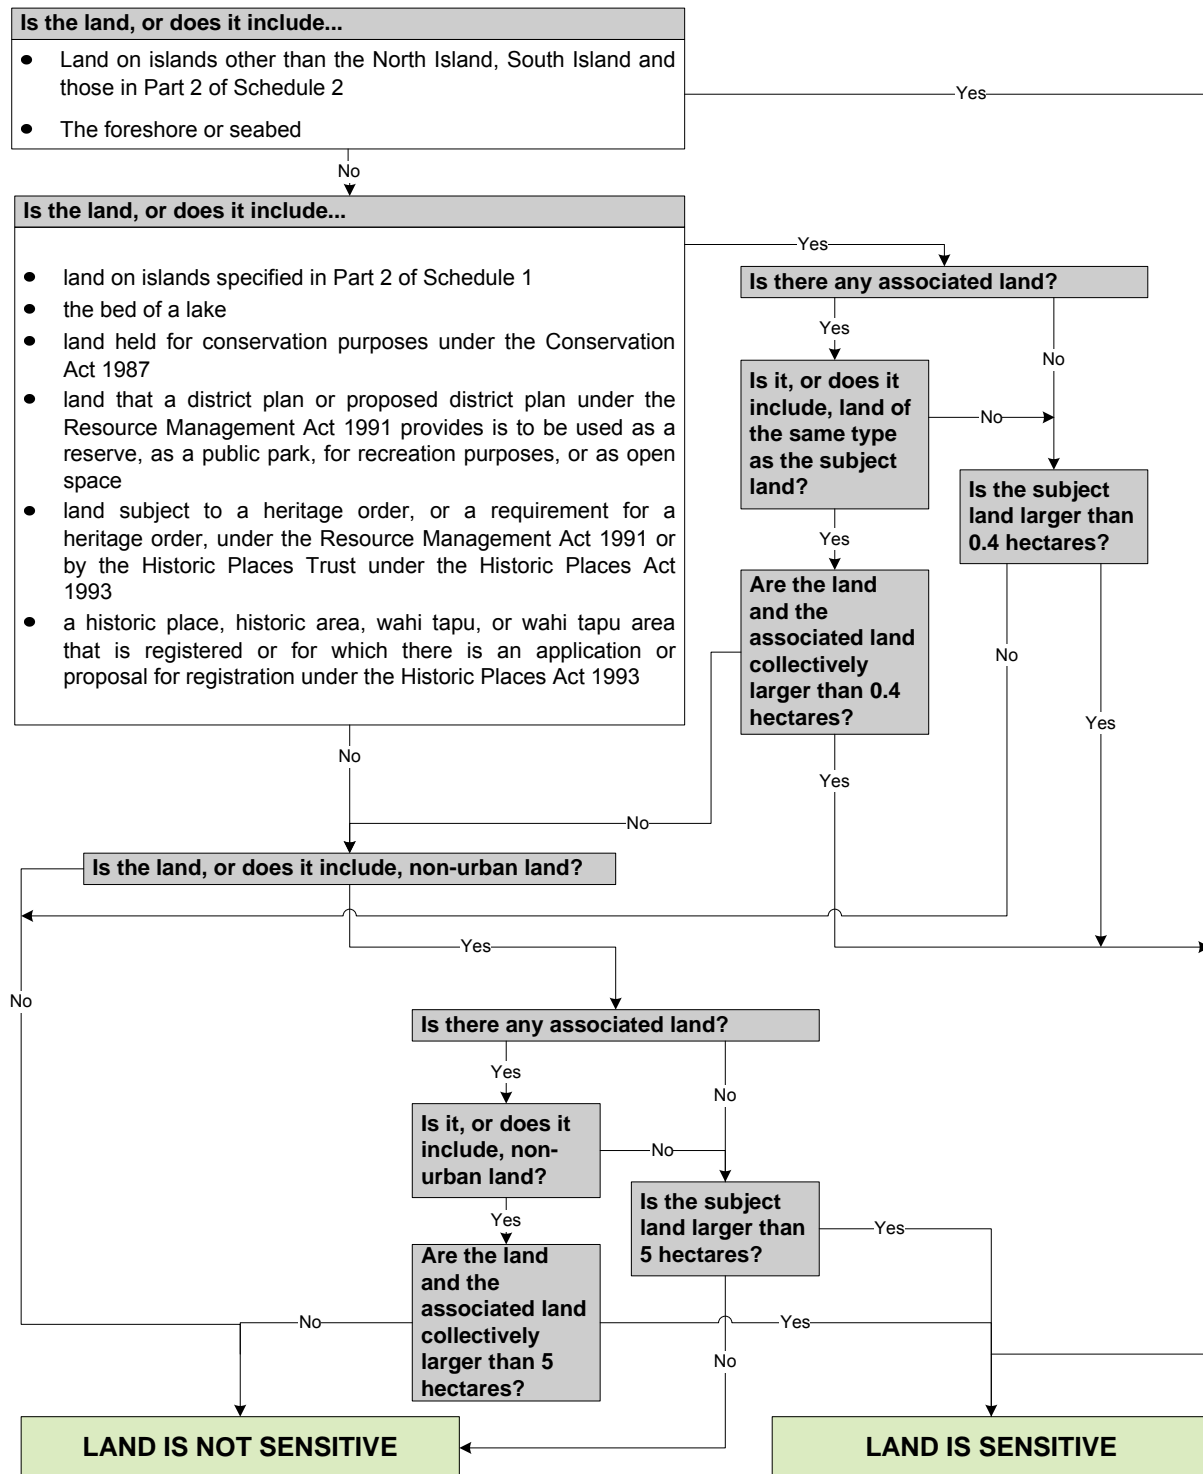 Is the land, or does it include...
● Land on islands other than the North Island, South Island and
those in Part 2 of Schedule 2
● The foreshore or seabed
Yes
No
Is the land, or does it include...
● land on islands specified in Part 2 of Schedule 1
● the bed of a lake
● land held for conservation purposes under the Conservation
Act 1987
● land that a district plan or proposed district plan under the
Resource Management Act 1991 provides is to be used as a
reserve, as a public park, for recreation purposes, or as open
space
● land subject to a heritage order, or a requirement for a
heritage order, under the Resource Management Act 1991 or
by the Historic Places Trust under the Historic Places Act
1993
● a historic place, historic area, wahi tapu, or wahi tapu area
that is registered or for which there is an application or
proposal for registration under the Historic Places Act 1993
Yes
Is there any associated land?
Yes
No
Is it, or does it
include, land of
the same type
as the subject
land?
No
Is the subject
land larger than
0.4 hectares?
Yes
Are the land
and the
associated land
collectively
larger than 0.4
hectares?
No
Yes
Yes
No
No
Is the land, or does it include, non-urban land?
Yes
No
Is there any associated land?
Yes
No
Is it, or does it
include, non-
urban land?
No
Is the subject
land larger than
5 hectares?
Yes
Yes
Are the land
and the
associated land
collectively
larger than 5
hectares?
No
Yes
No
LAND IS NOT SENSITIVE
LAND IS SENSITIVE